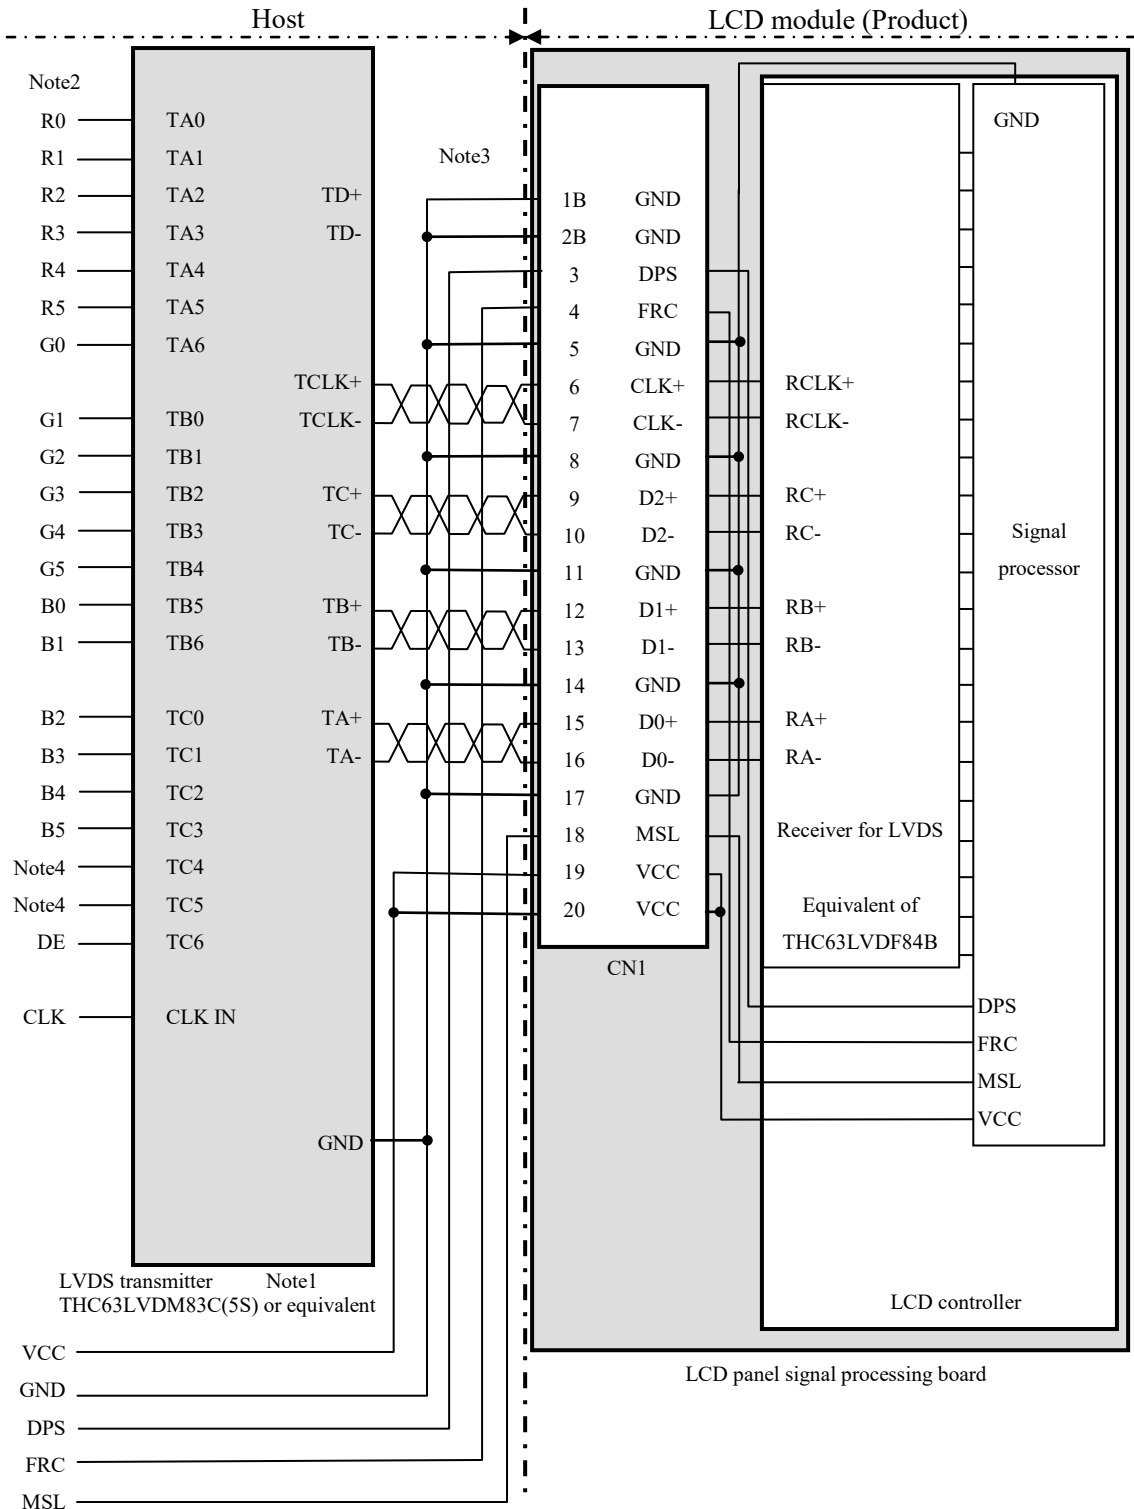 Host
LCD module (Product)
Note2
R0 TA0
R1 TA1
R2 TA2 TD+
R3 TA3 TD-
R4 TA4
R5 TA5
G0 TA6
TCLK+
G1 TB0 TCLK-
G2 TB1
G3 TB2 TC+
G4 TB3 TC-
G5 TB4
B0 TB5 TB+
B1 TB6 TB-
B2 TC0 TA+
B3 TC1 TA-
B4 TC2
B5 TC3
Note4 TC4
Note4 TC5
DE TC6
CLK CLK IN
GND
LVDS transmitter Note1
THC63LVDM83C(5S) or equivalent
VCC
GND
DPS
FRC
MSL
Note3
1B GND
2B GND
3 DPS
4 FRC
5 GND
6 CLK+
7 CLK-
8 GND
9 D2+
10 D2-
11 GND
12 D1+
13 D1-
14 GND
15 D0+
16 D0-
17 GND
18 MSL
19 VCC
20 VCC
CN1
RCLK+
RCLK-
RC+
RC-
RB+
RB-
RA+
RA-
Receiver for LVDS
Equivalent of
THC63LVDF84B
GND
Signal
processor
DPS
FRC
MSL
VCC
LCD controller
LCD panel signal processing board